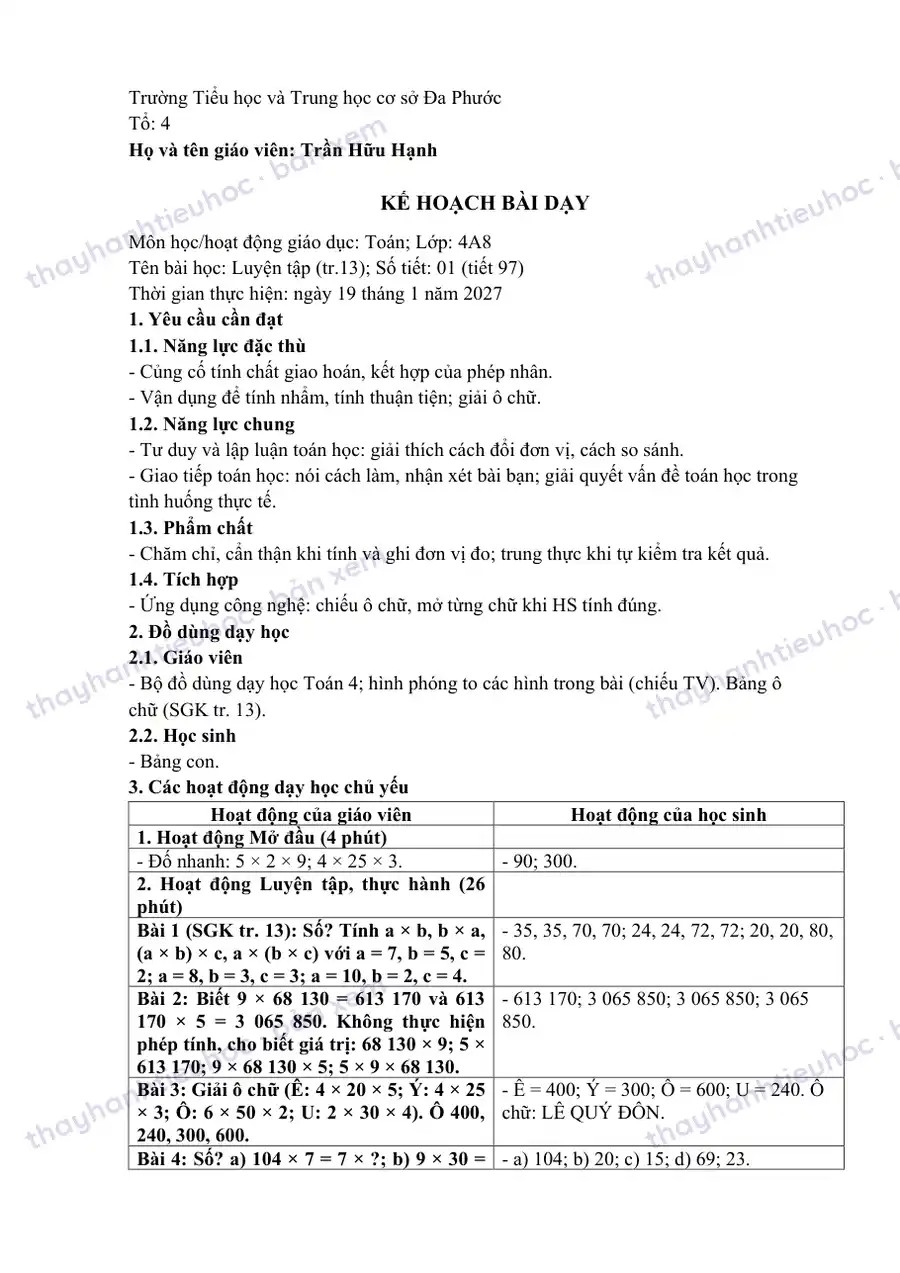 Trường Tiểu học và Trung học cơ sở Đa Phước
Tổ: 4
Họ và tên giáo viên: Trần Hữu Hạnh
KẾ HOẠCH BÀI DẠY
Môn học/hoạt động giáo dục: Toán; Lớp: 4A8
Tên bài học: Luyện tập (tr.13); Số tiết: 01 (tiết 97)
Thời gian thực hiện: ngày 19 tháng 1 năm 2027
1. Yêu cầu cần đạt
1.1. Năng lực đặc thù
- Củng cố tính chất giao hoán, kết hợp của phép nhân.
- Vận dụng để tính nhẩm, tính thuận tiện; giải ô chữ.
1.2. Năng lực chung
- Tư duy và lập luận toán học: giải thích cách đổi đơn vị, cách so sánh.
- Giao tiếp toán học: nói cách làm, nhận xét bài bạn; giải quyết vấn đề toán học trong
tình huống thực tế.
1.3. Phẩm chất
- Chăm chỉ, cẩn thận khi tính và ghi đơn vị đo; trung thực khi tự kiểm tra kết quả.
1.4. Tích hợp
- Ứng dụng công nghệ: chiếu ô chữ, mở từng chữ khi HS tính đúng.
2. Đồ dùng dạy học
2.1. Giáo viên
- Bộ đồ dùng dạy học Toán 4; hình phóng to các hình trong bài (chiếu TV). Bảng ô
chữ (SGK tr. 13).
2.2. Học sinh
- Bảng con.
3. Các hoạt động dạy học chủ yếu
Hoạt động của giáo viên
Hoạt động của học sinh
1. Hoạt động Mở đầu (4 phút)
- Đố nhanh: 5 × 2 × 9; 4 × 25 × 3.
- 90; 300.
2. Hoạt động Luyện tập, thực hành (26
phút)
Bài 1 (SGK tr. 13): Số? Tính a × b, b × a,
(a × b) × c, a × (b × c) với a = 7, b = 5, c =
2; a = 8, b = 3, c = 3; a = 10, b = 2, c = 4.
- 35, 35, 70, 70; 24, 24, 72, 72; 20, 20, 80,
80.
Bài 2: Biết 9 × 68 130 = 613 170 và 613
170 × 5 = 3 065 850. Không thực hiện
phép tính, cho biết giá trị: 68 130 × 9; 5 ×
613 170; 9 × 68 130 × 5; 5 × 9 × 68 130.
- 613 170; 3 065 850; 3 065 850; 3 065
850.
Bài 3: Giải ô chữ (Ê: 4 × 20 × 5; Ý: 4 × 25
× 3; Ô: 6 × 50 × 2; U: 2 × 30 × 4). Ô 400,
240, 300, 600.
- Ê = 400; Ý = 300; Ô = 600; U = 240. Ô
chữ: LÊ QUÝ ĐÔN.
Bài 4: Số? a) 104 × 7 = 7 × ?; b) 9 × 30 =
- a) 104; b) 20; c) 15; d) 69; 23.
thayhanhtieuhoc · bản xem
thayhanhtieuhoc · b
thayhanhtieuhoc · bản xem
thayhanhtieuhoc · b
thayhanhtieuhoc · bản xem
thayhanhtieuhoc · b